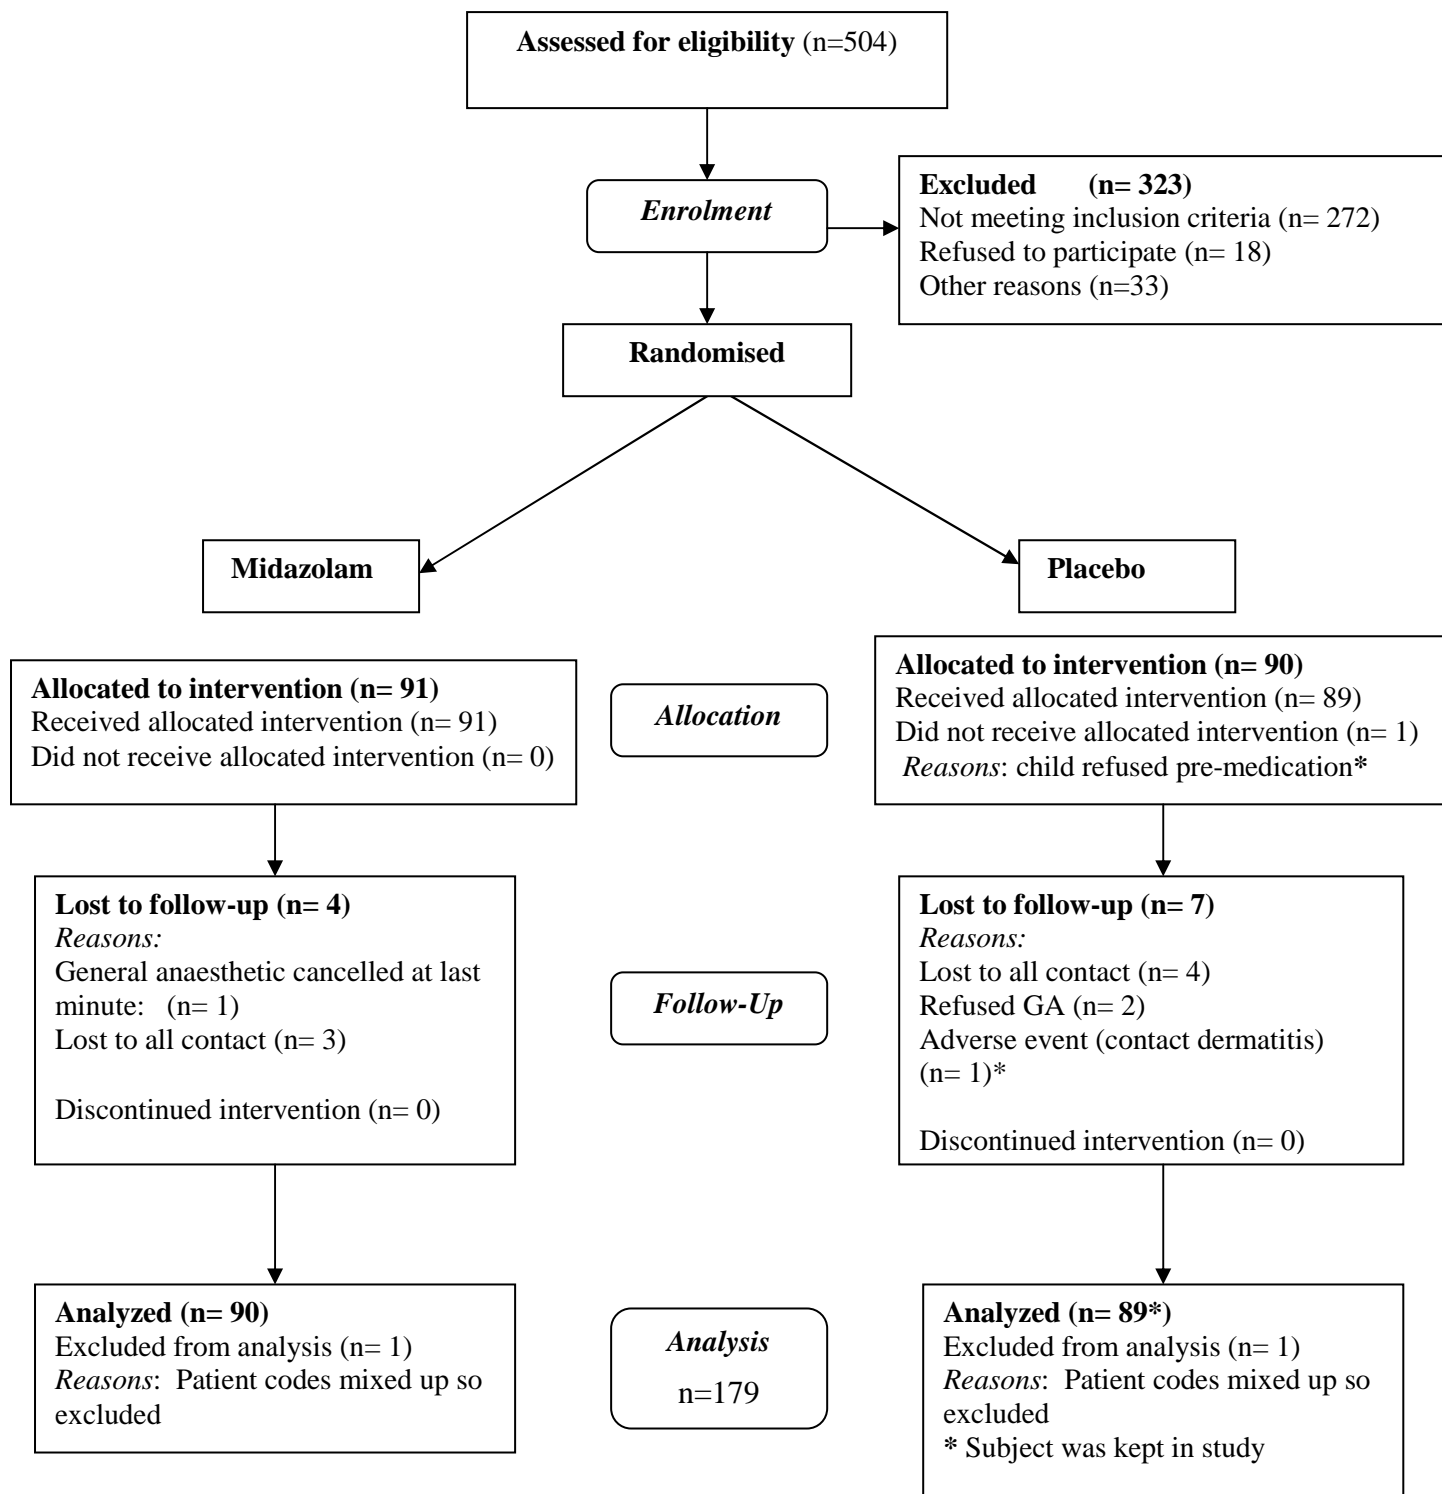 Assessed for eligibility (n=504)
Enrolment
Excluded (n= 323)
Not meeting inclusion criteria (n= 272)
Refused to participate (n= 18)
Other reasons (n=33)
Randomised
Midazolam
Placebo
Allocated to intervention (n= 91)
Received allocated intervention (n= 91)
Did not receive allocated intervention (n= 0)
Allocation
Allocated to intervention (n= 90)
Received allocated intervention (n= 89)
Did not receive allocated intervention (n= 1)
Reasons: child refused pre-medication*
Lost to follow-up (n= 4)
Reasons:
General anaesthetic cancelled at last
minute: (n= 1)
Lost to all contact (n= 3)
Discontinued intervention (n= 0)
Follow-Up
Lost to follow-up (n= 7)
Reasons:
Lost to all contact (n= 4)
Refused GA (n= 2)
Adverse event (contact dermatitis)
(n= 1)*
Discontinued intervention (n= 0)
Analyzed (n= 90)
Excluded from analysis (n= 1)
Reasons: Patient codes mixed up so
excluded
Analysis
n=179
Analyzed (n= 89*)
Excluded from analysis (n= 1)
Reasons: Patient codes mixed up so
excluded
* Subject was kept in study